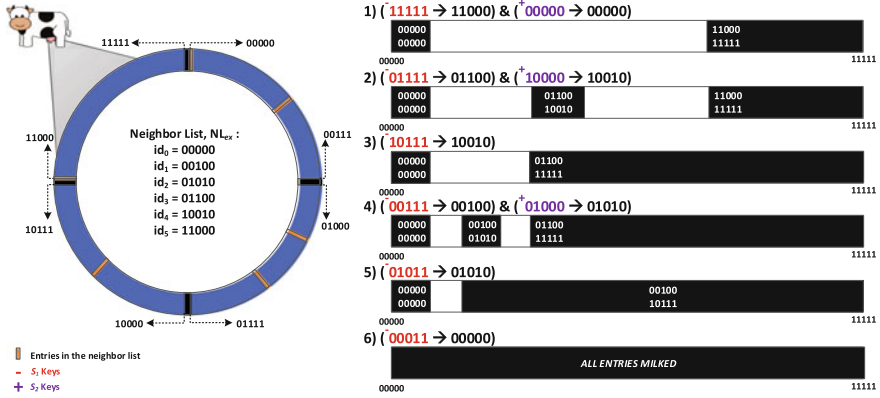 11111
00000
11000
10111
00111
01000
10000
01111
Neighbor List, NLex :
id0 = 00000
id1 = 00100
id2 = 01010
id3 = 01100
id4 = 10010
id5 = 11000
Entries in the neighbor list
- S1 Keys
+ S2 Keys
1) (-11111 → 11000) & (+00000 → 00000)
00000
00000
11000
11111
00000
11111
2) (-01111 → 01100) & (+10000 → 10010)
00000
00000
01100
10010
11000
11111
00000
11111
3) (-10111 → 10010)
00000
00000
01100
11111
00000
11111
4) (-00111 → 00100) & (+01000 → 01010)
00000
00000
00100
01010
01100
11111
00000
11111
5) (-01011 → 01010)
00000
00000
00100
10111
00000
11111
6) (-00011 → 00000)
ALL ENTRIES MILKED
00000
11111